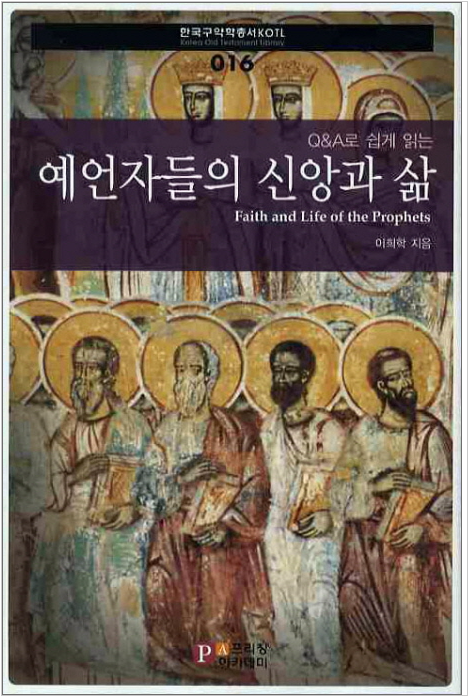 한국구약학총서KOTL
Korea Old Testament Library
016
Q&A로 쉽게 읽는
예언자들의 신앙과 삶
Faith and Life of the Prophets
이희학 지음
PA 프리칭
아카데미